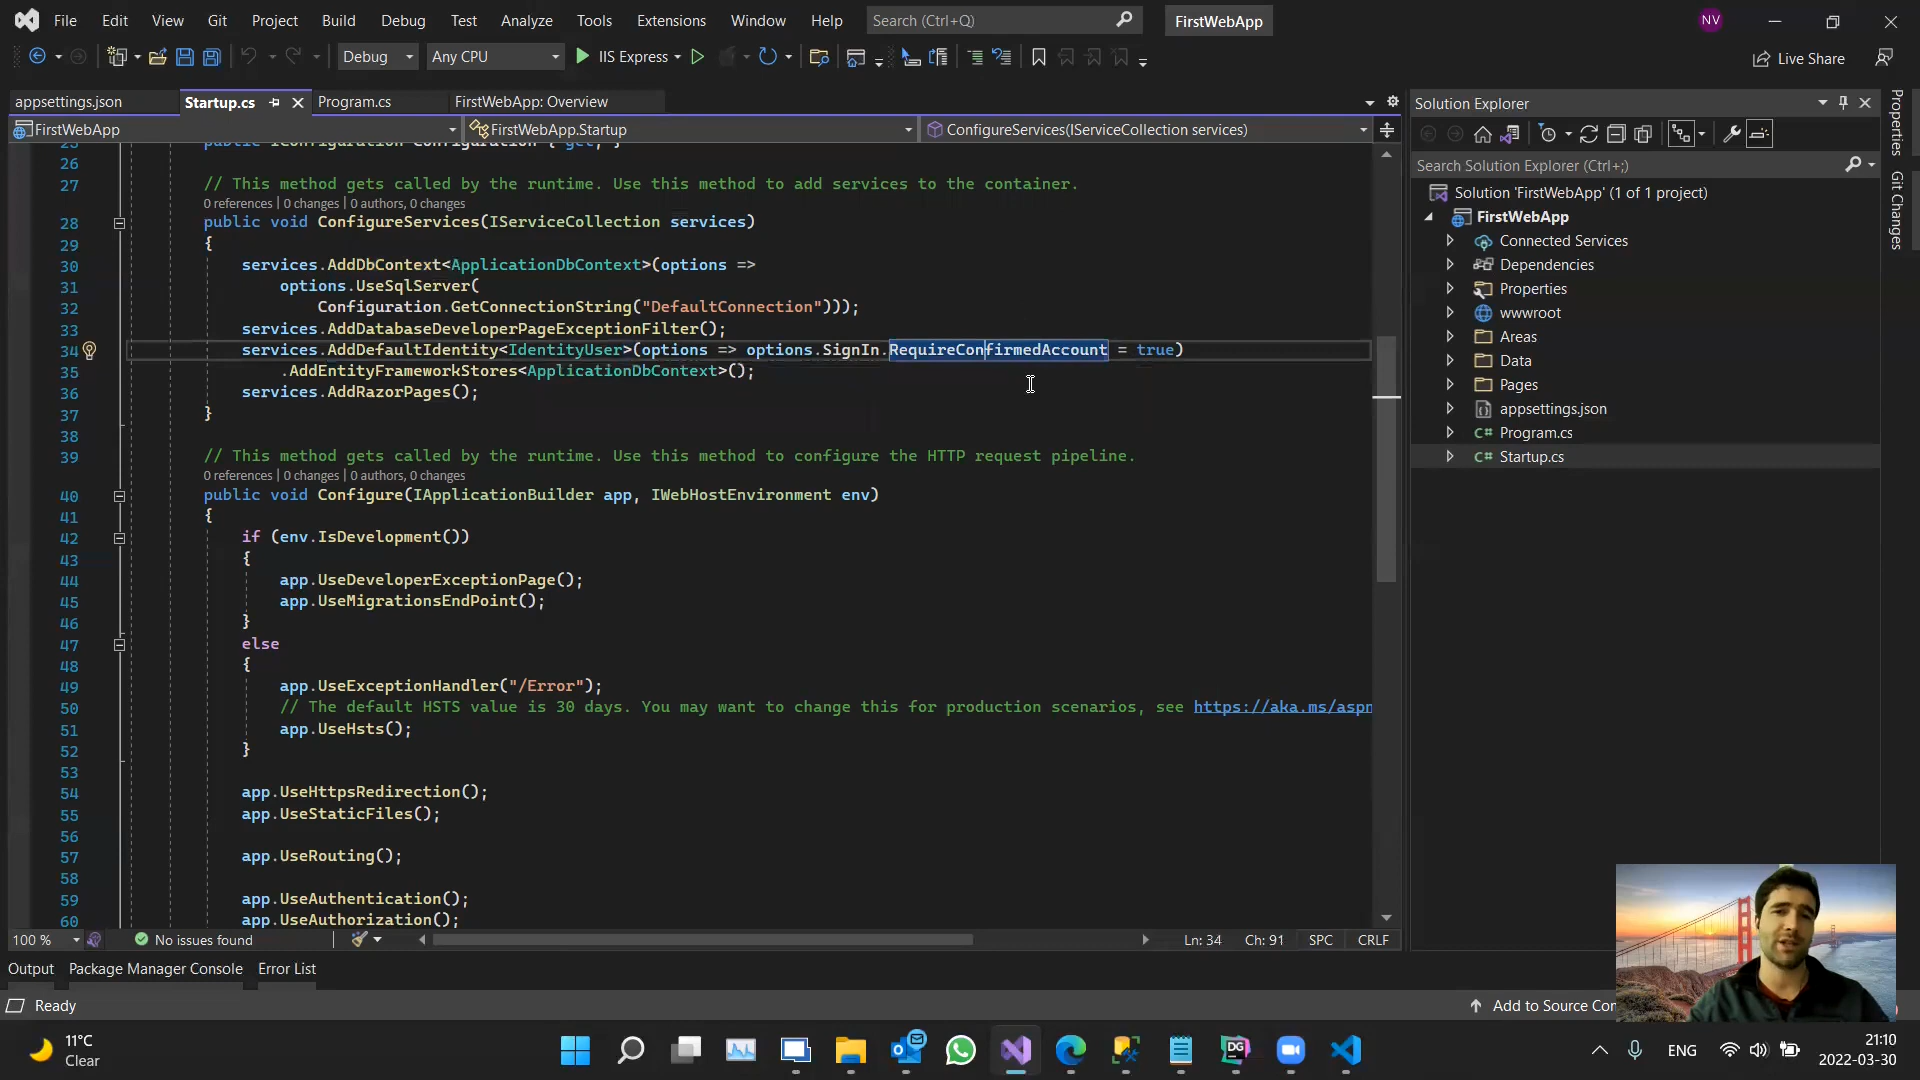 File Edit View Git Project Build Debug Test Analyze Tools Extensions Window Help Search (Ctrl+Q) FirstWebApp NV
Debug Any CPU IIS Express Live Share
appsettings.json Startup.cs Program.cs FirstWebApp: Overview
FirstWebApp FirstWebApp.Startup ConfigureServices(IServiceCollection services)
25 public IConfiguration Configuration { get; }
26
27 // This method gets called by the runtime. Use this method to add services to the container.
0 references | 0 changes | 0 authors, 0 changes
28 public void ConfigureServices(IServiceCollection services)
29 {
30 services.AddDbContext<ApplicationDbContext>(options =>
31 options.UseSqlServer(
32 Configuration.GetConnectionString("DefaultConnection")));
33 services.AddDatabaseDeveloperPageExceptionFilter();
34 services.AddDefaultIdentity<IdentityUser>(options => options.SignIn.RequireConfirmedAccount = true)
35 .AddEntityFrameworkStores<ApplicationDbContext>();
36 services.AddRazorPages();
37 }
38
39 // This method gets called by the runtime. Use this method to configure the HTTP request pipeline.
0 references | 0 changes | 0 authors, 0 changes
40 public void Configure(IApplicationBuilder app, IWebHostEnvironment env)
41 {
42 if (env.IsDevelopment())
43 {
44 app.UseDeveloperExceptionPage();
45 app.UseMigrationsEndPoint();
46 }
47 else
48 {
49 app.UseExceptionHandler("/Error");
50 // The default HSTS value is 30 days. You may want to change this for production scenarios, see https://aka.ms/aspn
51 app.UseHsts();
52 }
53
54 app.UseHttpsRedirection();
55 app.UseStaticFiles();
56
57 app.UseRouting();
58
59 app.UseAuthentication();
60 app.UseAuthorization();
100 % No issues found Ln: 34 Ch: 91 SPC CRLF
Output Package Manager Console Error List
Ready Add to Source Con
Solution Explorer
Search Solution Explorer (Ctrl+;)
Solution 'FirstWebApp' (1 of 1 project)
FirstWebApp
Connected Services
Dependencies
Properties
wwwroot
Areas
Data
Pages
appsettings.json
C# Program.cs
C# Startup.cs
Properties
Git Changes
11°C
Clear
DG
ENG
21:10
2022-03-30